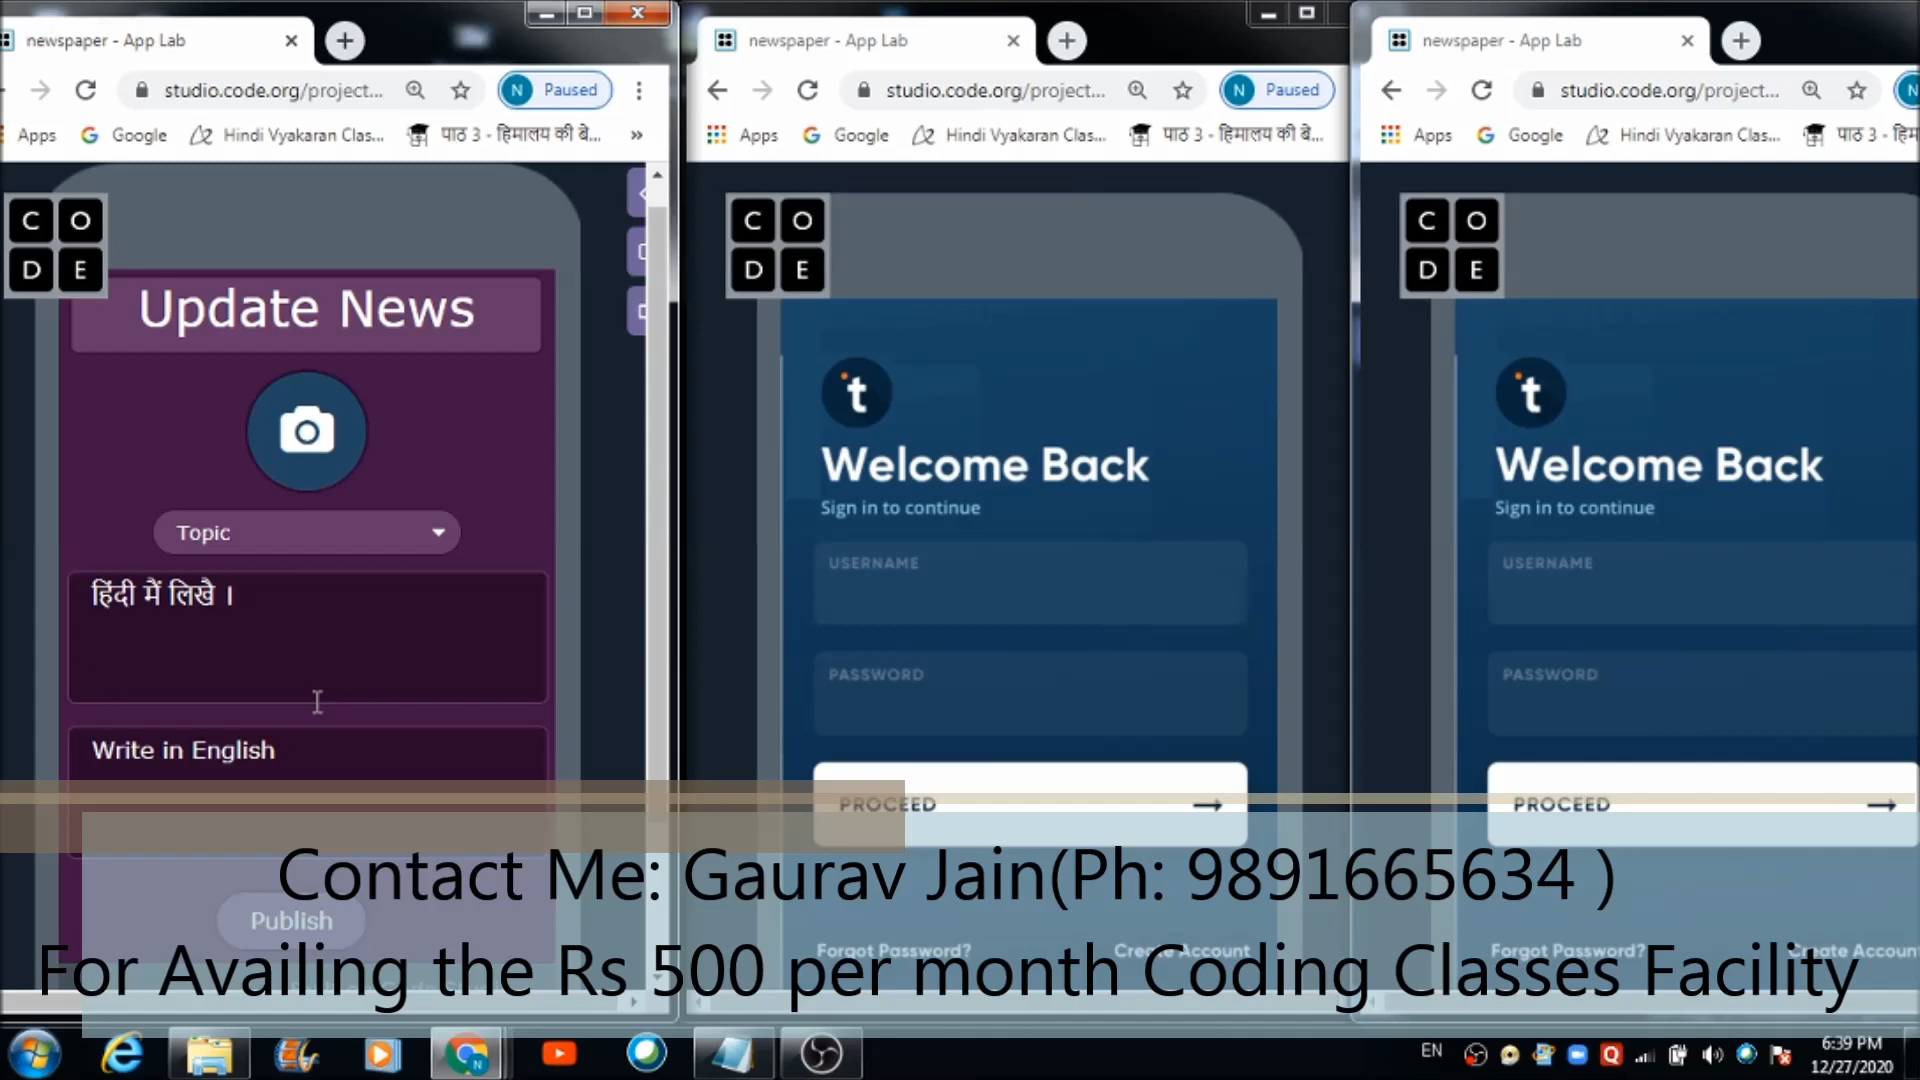 newspaper - App Lab
newspaper - App Lab
newspaper - App Lab
studio.code.org/project...
N Paused
studio.code.org/project...
N Paused
studio.code.org/project...
N
Apps
Google
Hindi Vyakaran Clas...
पाठ 3 - हिमालय की बे...
»
Apps
Google
Hindi Vyakaran Clas...
पाठ 3 - हिमालय की बे...
Apps
Google
Hindi Vyakaran Clas...
पाठ 3 - हिम
C O
D E
Update News
Topic
हिंदी मैं लिखै ।
Write in English
Publish
C O
D E
t
Welcome Back
Sign in to continue
USERNAME
PASSWORD
PROCEED
Forgot Password?
Create Account
C O
D E
t
Welcome Back
Sign in to continue
USERNAME
PASSWORD
PROCEED
Forgot Password?
Create Account
Contact Me: Gaurav Jain(Ph: 9891665634 )
For Availing the Rs 500 per month Coding Classes Facility
EN
6:39 PM
12/27/2020